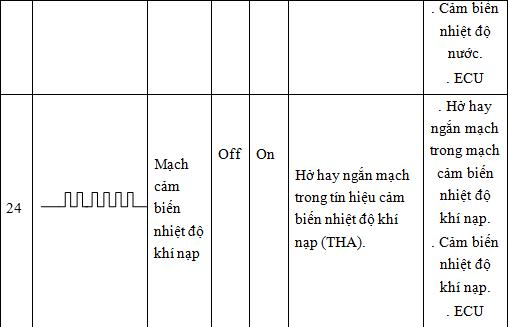 . Cảm biến
nhiệt độ
nước.
. ECU
24
Mạch
cảm
biến
nhiệt độ
khí nạp
Off
On
Hở hay ngắn mạch
trong tín hiệu cảm
biến nhiệt độ khí
nạp (THA).
. Hở hay
ngắn mạch
trong mạch
cảm biến
nhiệt độ
khí nạp.
. Cảm biến
nhiệt độ
khí nạp.
. ECU